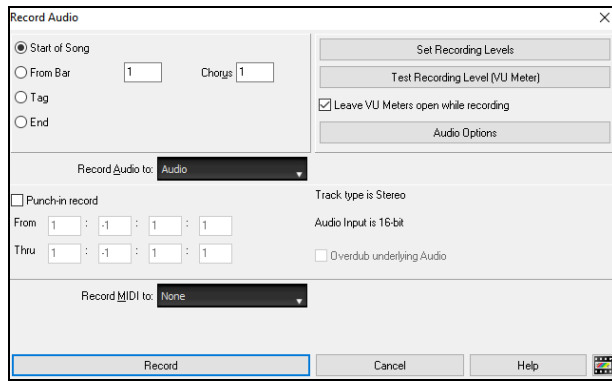 Record Audio
Start of Song
From Bar 1 Chorus 1
Tag
End
Set Recording Levels
Test Recording Level (VU Meter)
Leave VU Meters open while recording
Audio Options
Record Audio to: Audio
Punch-in record
From 1 : -1 : 1 : 1
Thru 1 : -1 : 1 : 1
Track type is Stereo
Audio Input is 16-bit
Overdub underlying Audio
Record MIDI to: None
Record Cancel Help